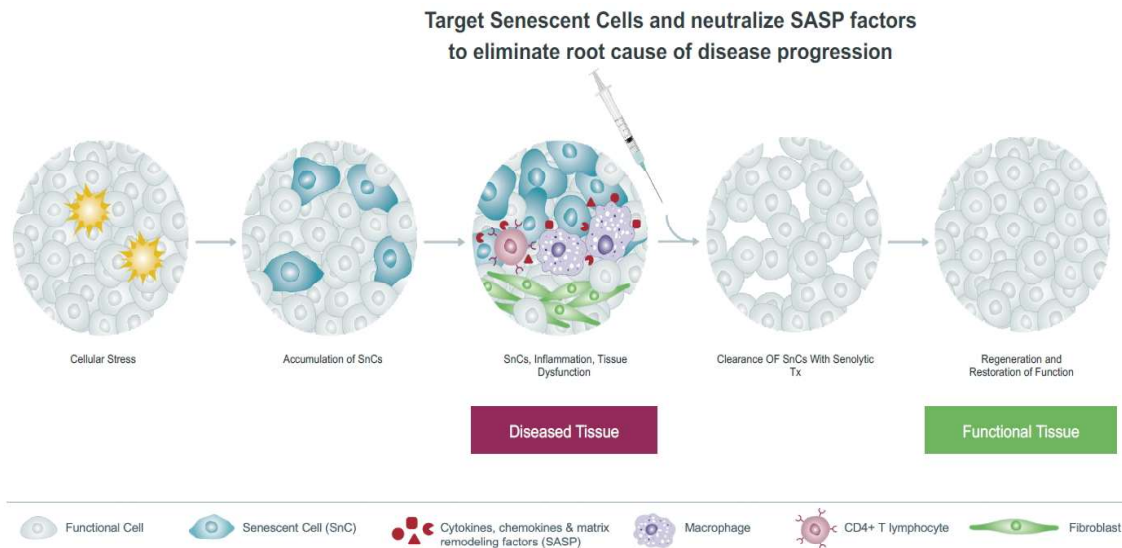 Target Senescent Cells and neutralize SASP factors
to eliminate root cause of disease progression
Cellular Stress
Accumulation of SnCs
SnCs, Inflammation, Tissue
Dysfunction
Clearance OF SnCs With Senolytic
Tx
Regeneration and
Restoration of Function
Diseased Tissue
Functional Tissue
Functional Cell
Senescent Cell (SnC)
Cytokines, chemokines & matrix
remodeling factors (SASP)
Macrophage
CD4+ T lymphocyte
Fibroblast